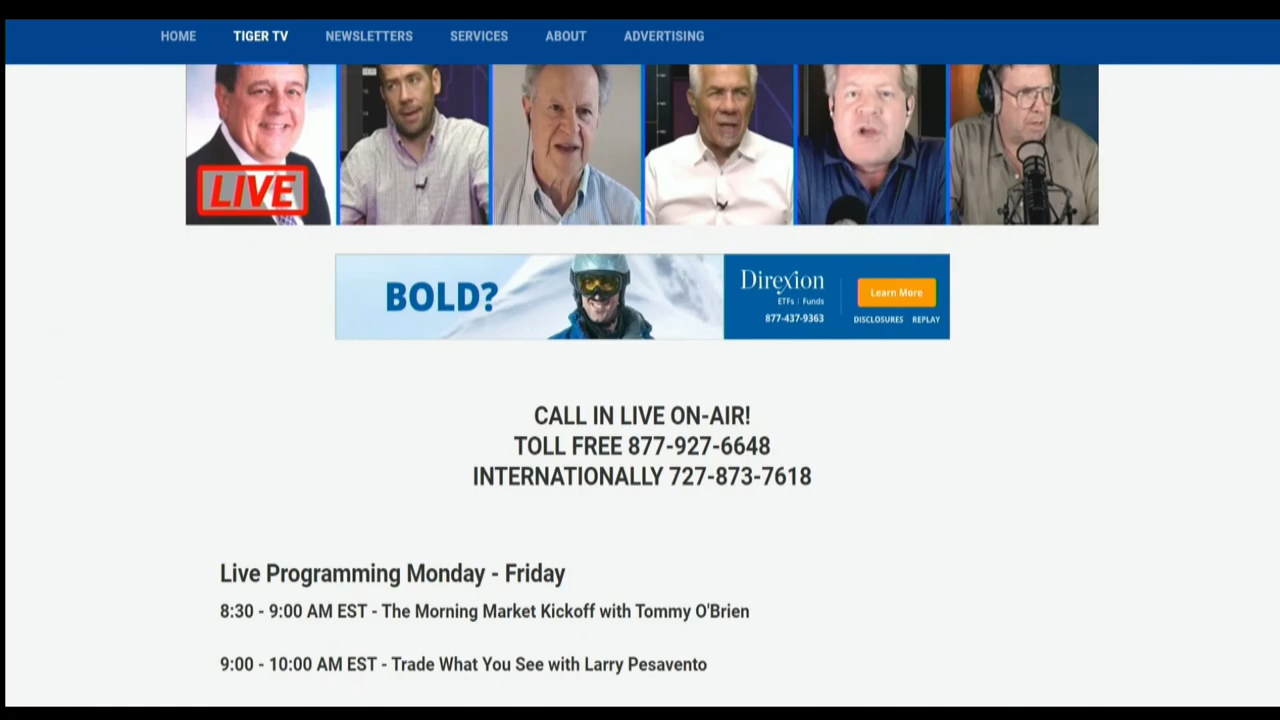 HOME TIGER TV NEWSLETTERS SERVICES ABOUT ADVERTISING
LIVE
BOLD?
Direxion
ETFs | Funds
877-437-9363
Learn More
DISCLOSURES REPLAY
CALL IN LIVE ON-AIR!
TOLL FREE 877-927-6648
INTERNATIONALLY 727-873-7618
Live Programming Monday - Friday
8:30 - 9:00 AM EST - The Morning Market Kickoff with Tommy O'Brien
9:00 - 10:00 AM EST - Trade What You See with Larry Pesavento